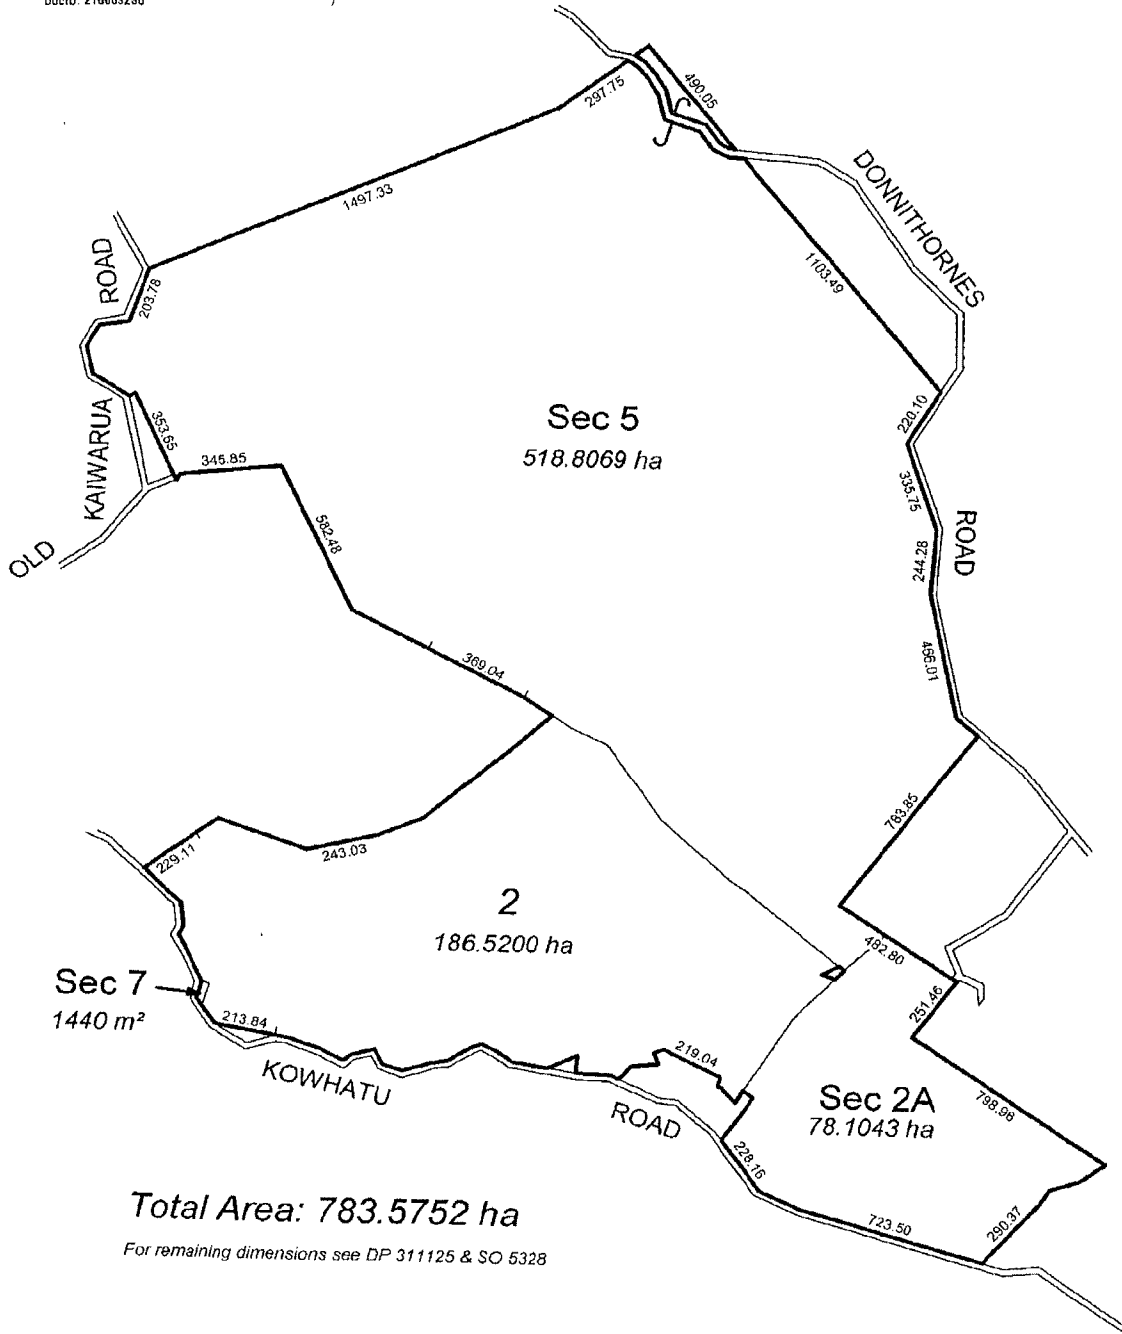 297.75
490.05
1497.33
DONNITHORNES
ROAD
203.78
1103.49
KAIWARUA
353.65
Sec 5
518.8069 ha
220.10
345.85
335.75
OLD
582.48
244.28
ROAD
466.01
369.04
783.85
229.11
243.03
2
186.5200 ha
482.80
Sec 7
1440 m²
251.46
213.84
219.04
KOWHATU
ROAD
Sec 2A
78.1043 ha
798.96
228.16
723.50
290.37
Total Area: 783.5752 ha
For remaining dimensions see DP 311125 & SO 5328